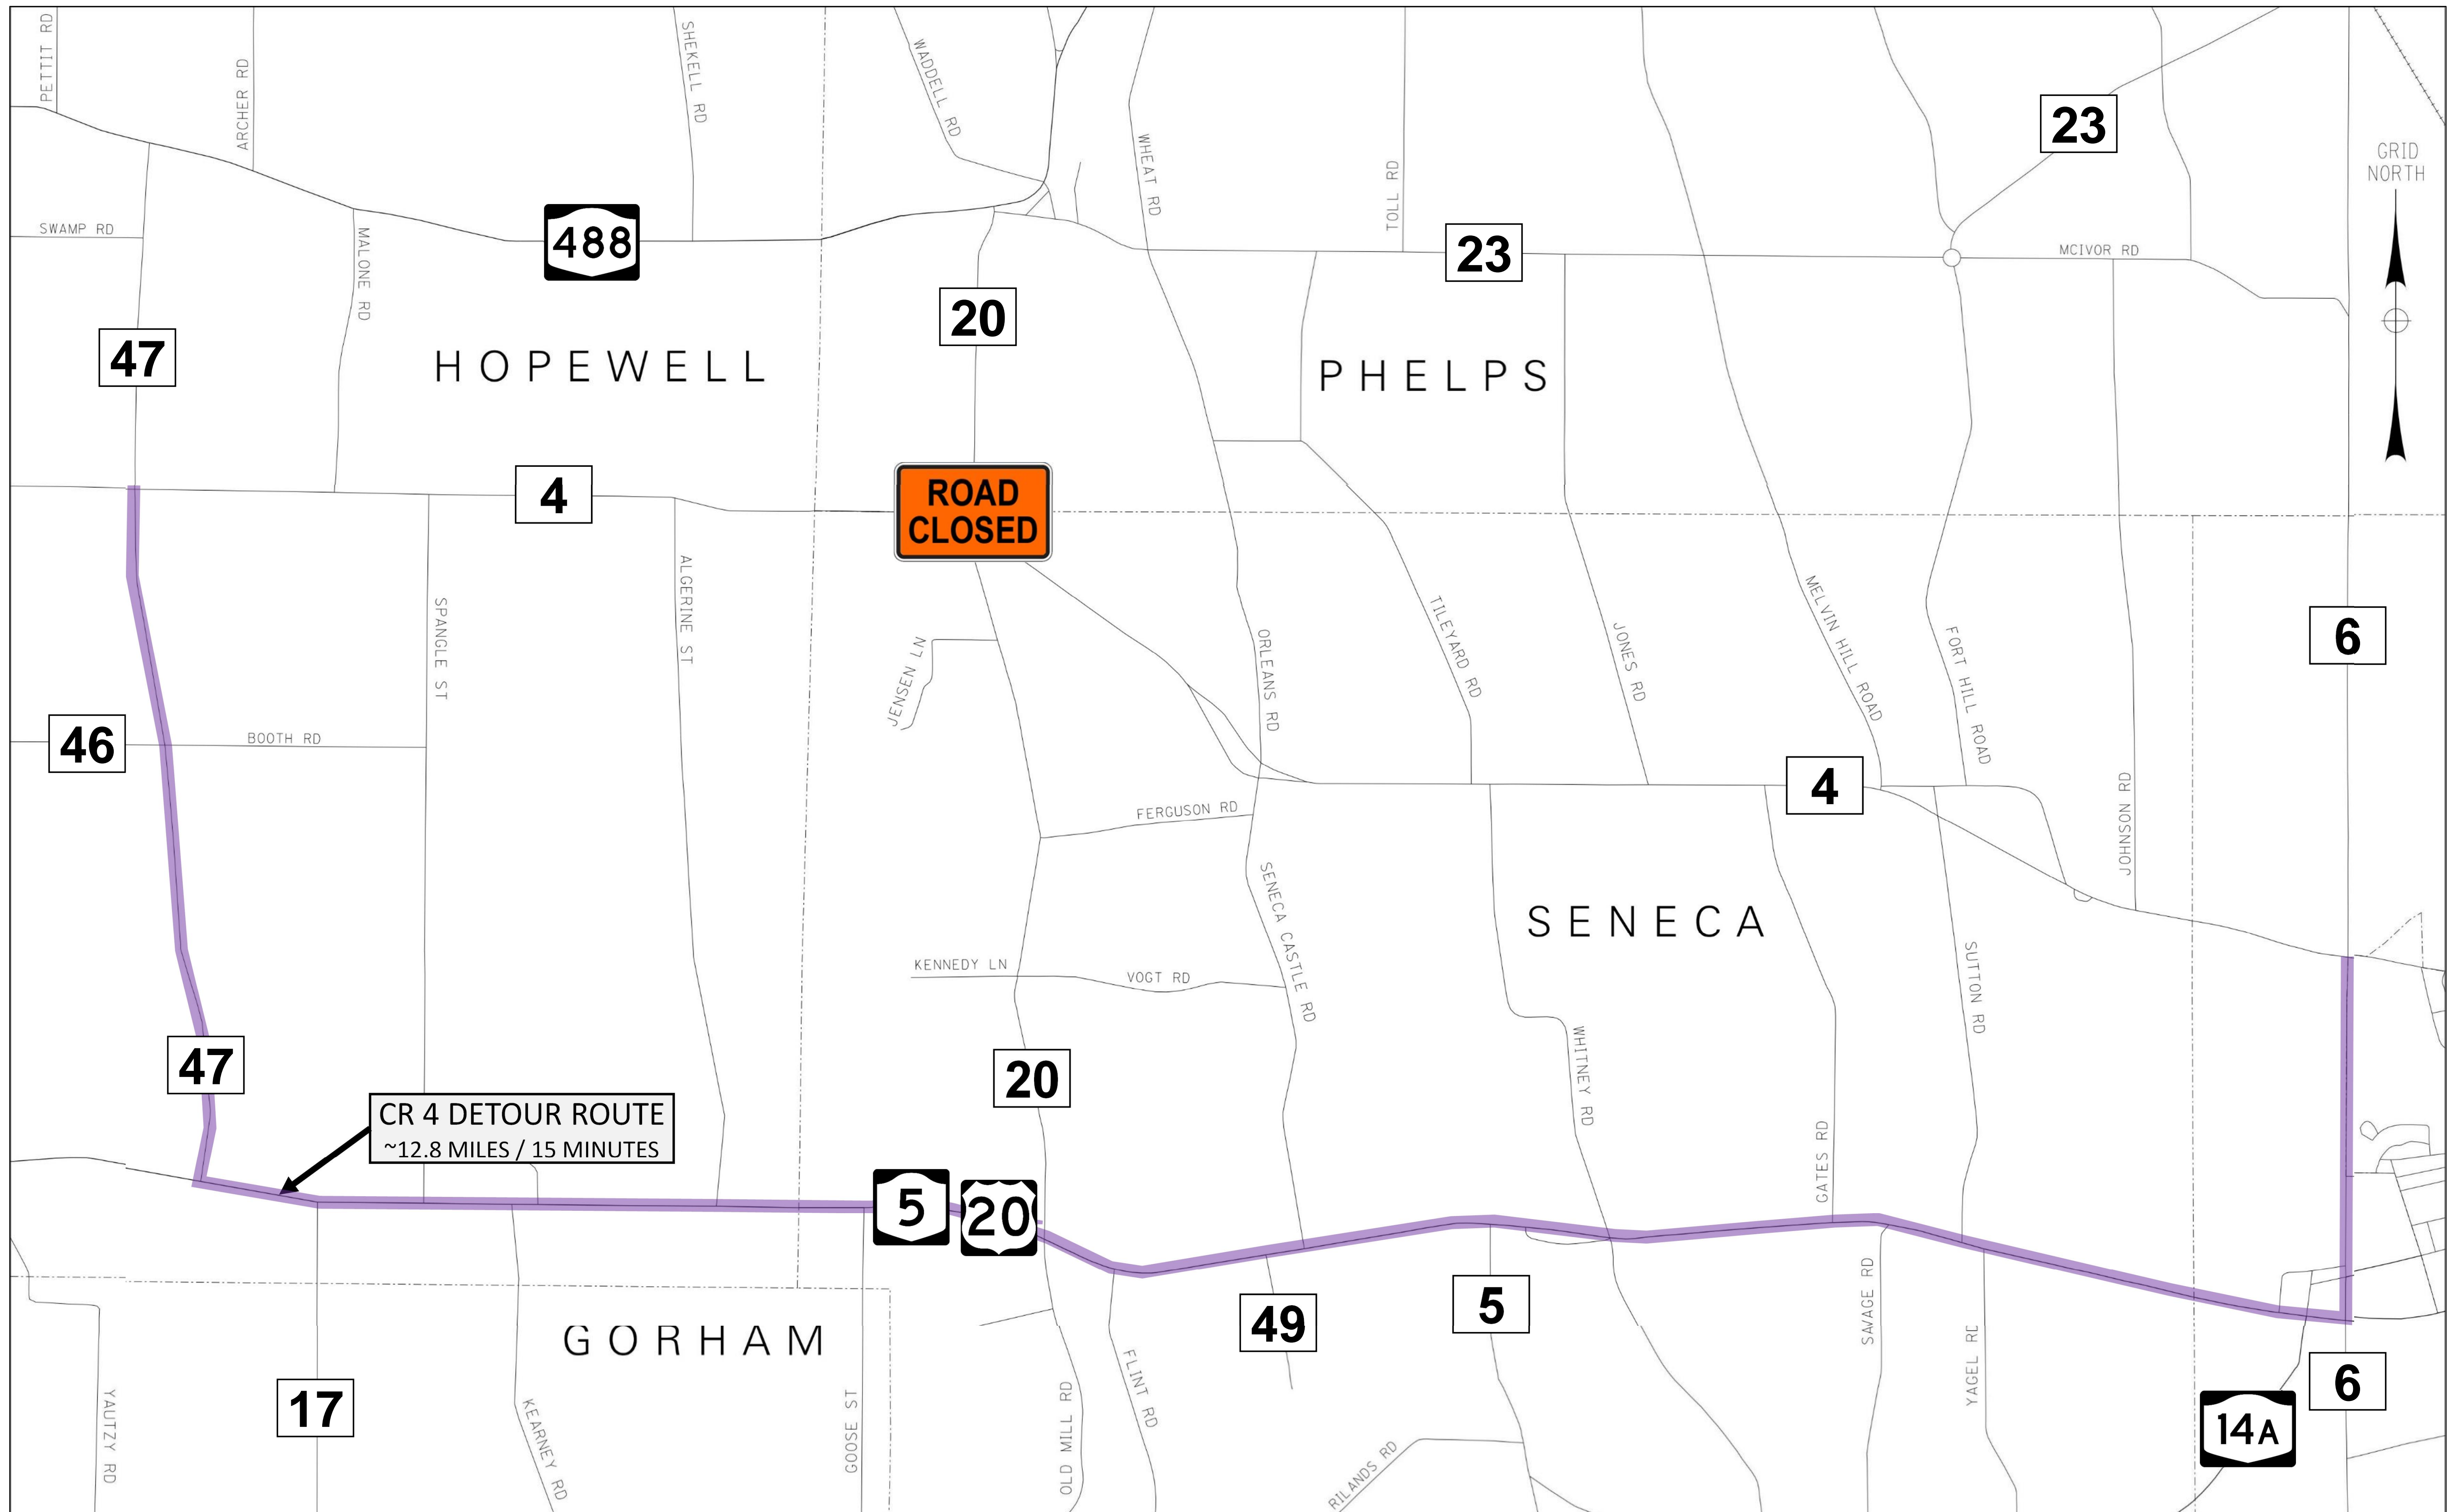 PETTIT RD
ARCHER RD
SHEKELL RD
WADDELL RD
WHEAT RD
TOLL RD
23
GRID
NORTH
SWAMP RD
MALONE RD
488
23
MCIVOR RD
47
HOPEWELL
20
PHELPS
4
ROAD
CLOSED
SPANGLE ST
ALGERINE ST
JENSEN LN
ORLEANS RD
TILEYARD RD
JONES RD
MELVIN HILL ROAD
FORT HILL ROAD
6
46
BOOTH RD
FERGUSON RD
4
JOHNSON RD
SENECA CASTLE RD
SENECA
KENNEDY LN
VOGT RD
SUTTON RD
47
20
WHITNEY RD
GATES RD
CR 4 DETOUR ROUTE
~12.8 MILES / 15 MINUTES
5
20
GORHAM
49
5
SAVAGE RD
YAGEL RD
6
YAUTZY RD
17
KEARNEY RD
GOOSE ST
OLD MILL RD
FLINT RD
RILANDS RD
14A